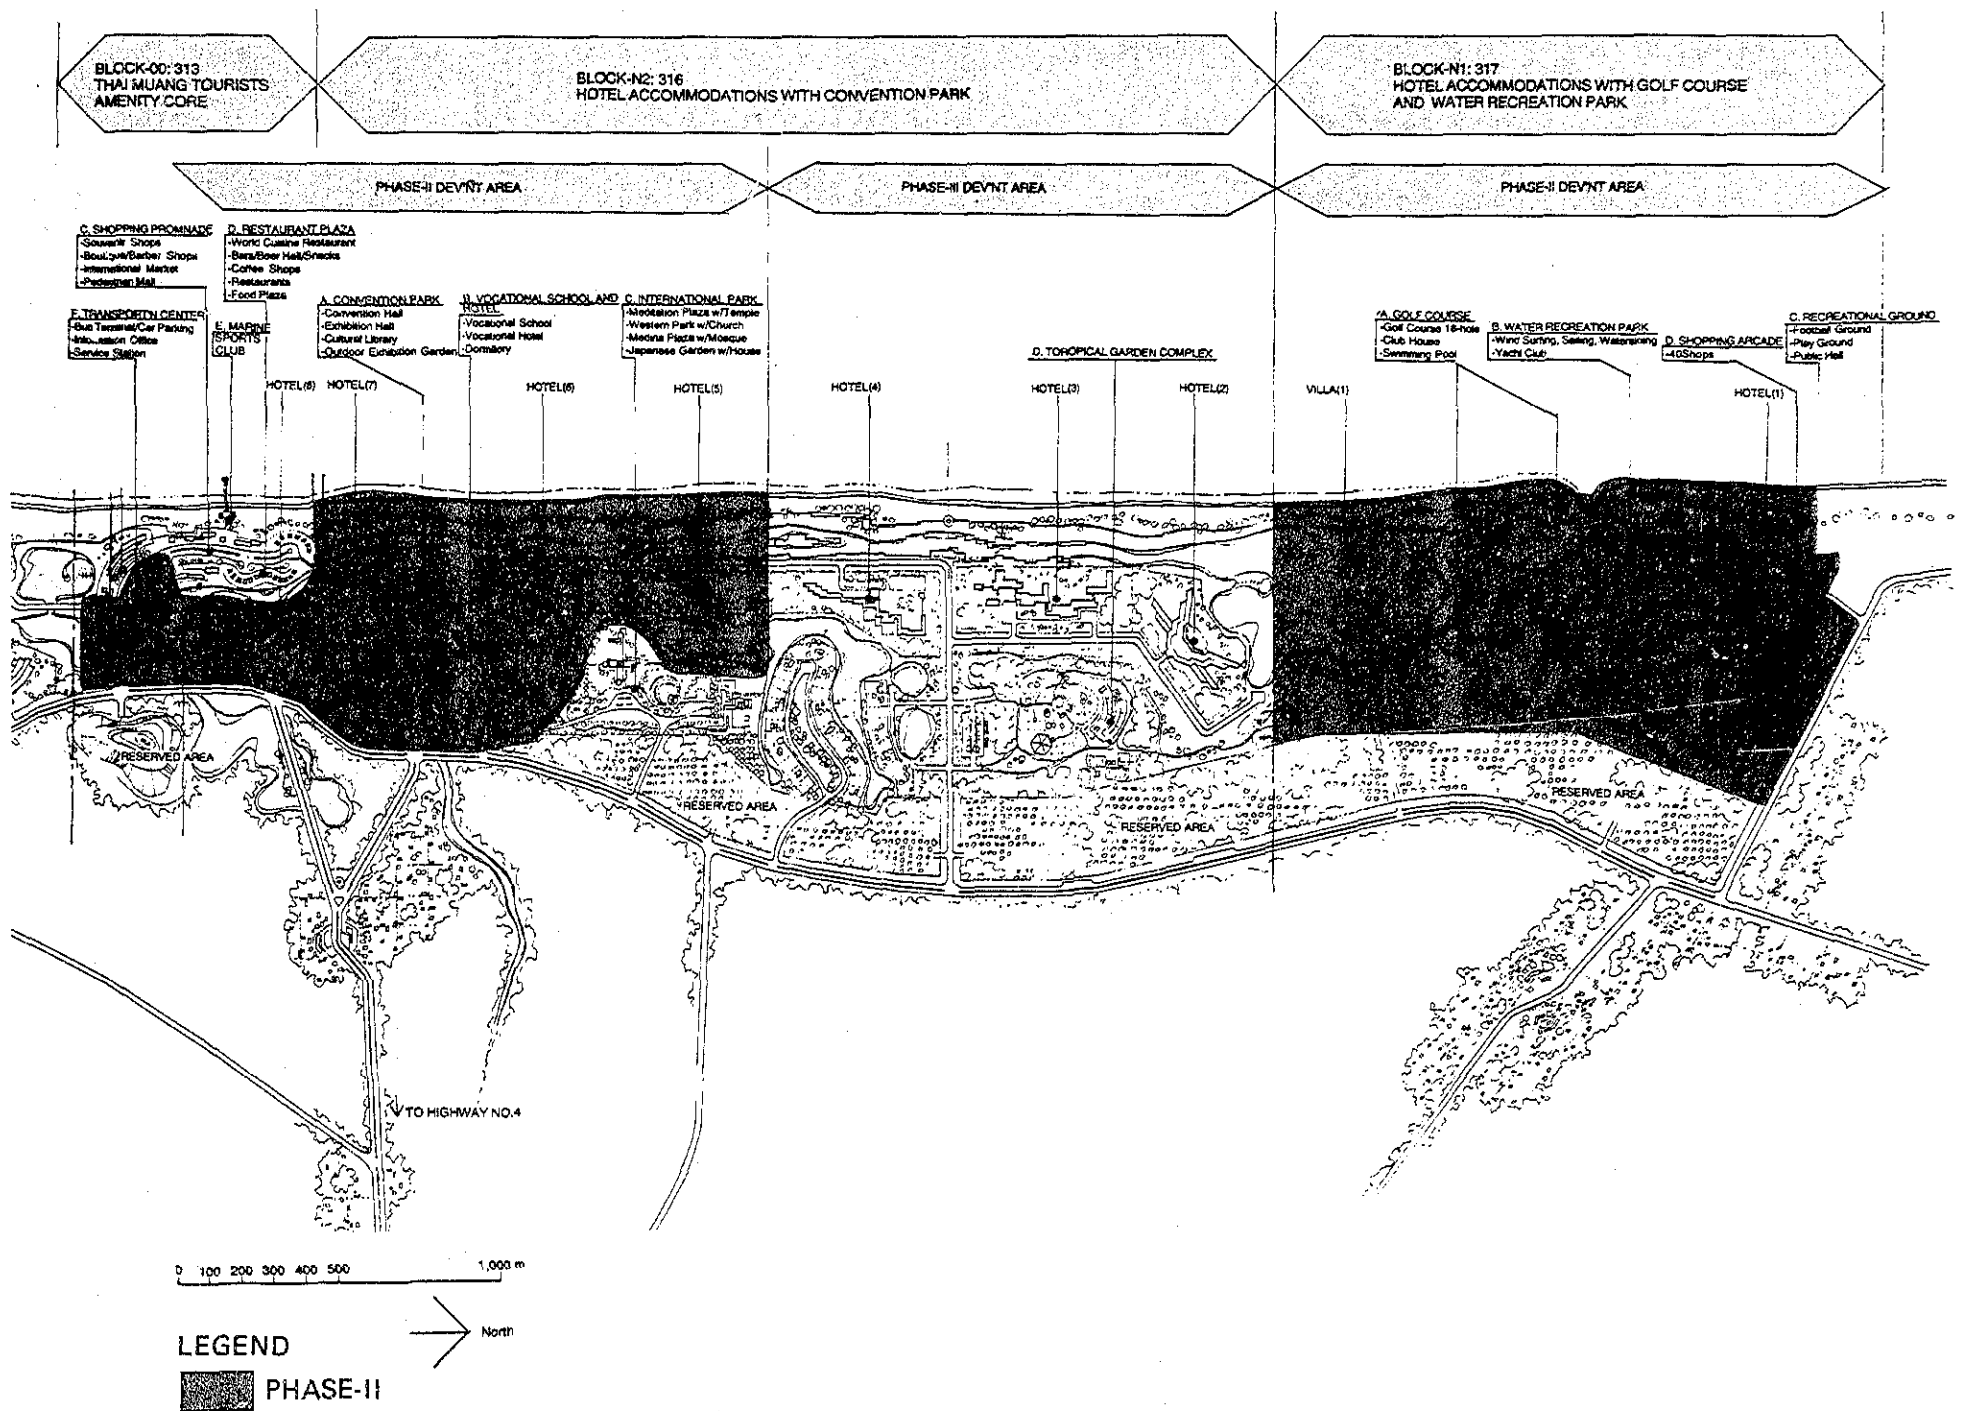 BLOCK-00: 313
THAI MUANG TOURISTS
AMENITY CORE
BLOCK-N2: 316
HOTEL ACCOMMODATIONS WITH CONVENTION PARK
BLOCK-N1: 317
HOTEL ACCOMMODATIONS WITH GOLF COURSE
AND WATER RECREATION PARK
PHASE-II DEV'NT AREA
PHASE-III DEV'NT AREA
PHASE-II DEV'NT AREA
C. SHOPPING PROMNADE
-Souvenir Shops
-Boutique/Barber Shops
-International Market
-Pedestrian Mall
D. RESTAURANT PLAZA
-World Cuisine Restaurant
-Bars/Beer Hall/Snacks
-Coffee Shops
-Restaurants
-Food Plaza
F. TRANSPORT'N CENTER
-Bus Terminal/Car Parking
-Information Office
-Service Station
E. MARINE
SPORTS
CLUB
A. CONVENTION PARK
-Convention Hall
-Exhibition Hall
-Cultural Library
-Outdoor Exhibition Garden
VOCATIONAL SCHOOL AND
HOTEL
-Vocational School
-Vocational Hotel
-Dormitory
C. INTERNATIONAL PARK
-Meditation Plaza w/Temple
-Western Park w/Church
-Medina Plaza w/Mosque
-Japanese Garden w/House
D. TOROPICAL GARDEN COMPLEX
A. GOLF COURSE
-Golf Course 18-hole
-Club House
-Swimming Pool
B. WATER RECREATION PARK
-Wind Surfing, Sailing, Waterskiing
-Yacht Club
D. SHOPPING ARCADE
-40Shops
C. RECREATIONAL GROUND
-Football Ground
-Play Ground
-Public Hall
HOTEL(8)
HOTEL(7)
HOTEL(6)
HOTEL(5)
HOTEL(4)
HOTEL(3)
HOTEL(2)
VILLA(1)
HOTEL(1)
RESERVED AREA
RESERVED AREA
RESERVED AREA
RESERVED AREA
TO HIGHWAY NO.4
0 100 200 300 400 500 1,000 m
North
LEGEND
PHASE-II